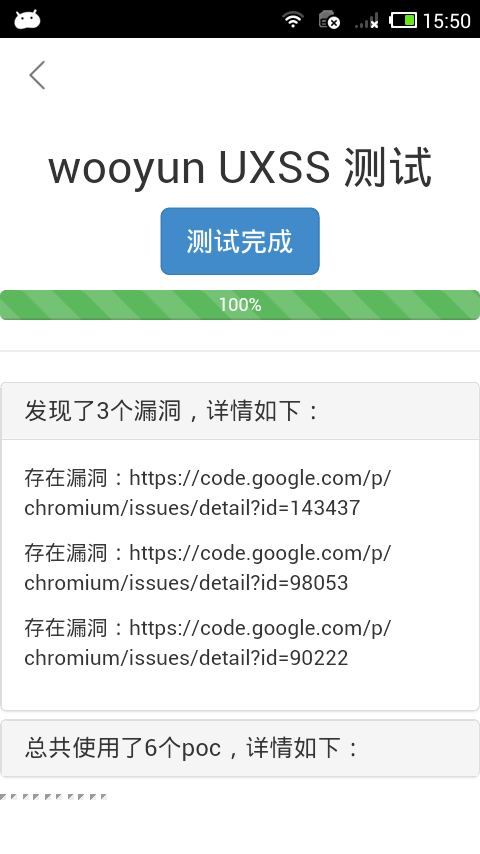 15:50
wooyun UXSS 测试
测试完成
100%
发现了3个漏洞，详情如下：
存在漏洞：https://code.google.com/p/
chromium/issues/detail?id=143437
存在漏洞：https://code.google.com/p/
chromium/issues/detail?id=98053
存在漏洞：https://code.google.com/p/
chromium/issues/detail?id=90222
总共使用了6个poc，详情如下：